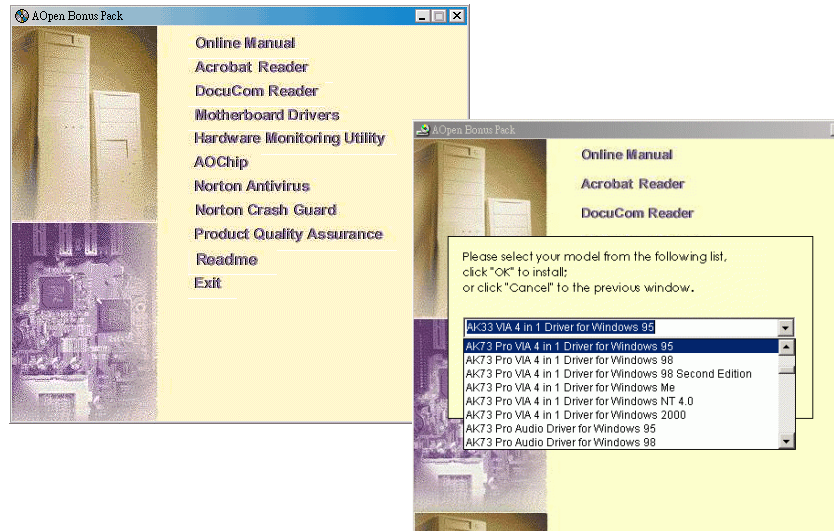 AOpen Bonus Pack
Online Manual
Acrobat Reader
DocuCom Reader
Motherboard Drivers
Hardware Monitoring Utility
AOChip
Norton Antivirus
Norton Crash Guard
Product Quality Assurance
Readme
Exit
AOpen Bonus Pack
Online Manual
Acrobat Reader
DocuCom Reader
Please select your model from the following list,
click "OK" to install;
or click "Cancel" to the previous window.
AK33 VIA 4 in 1 Driver for Windows 95
AK73 Pro VIA 4 in 1 Driver for Windows 95
AK73 Pro VIA 4 in 1 Driver for Windows 98
AK73 Pro VIA 4 in 1 Driver for Windows 98 Second Edition
AK73 Pro VIA 4 in 1 Driver for Windows Me
AK73 Pro VIA 4 in 1 Driver for Windows NT 4.0
AK73 Pro VIA 4 in 1 Driver for Windows 2000
AK73 Pro Audio Driver for Windows 95
AK73 Pro Audio Driver for Windows 98